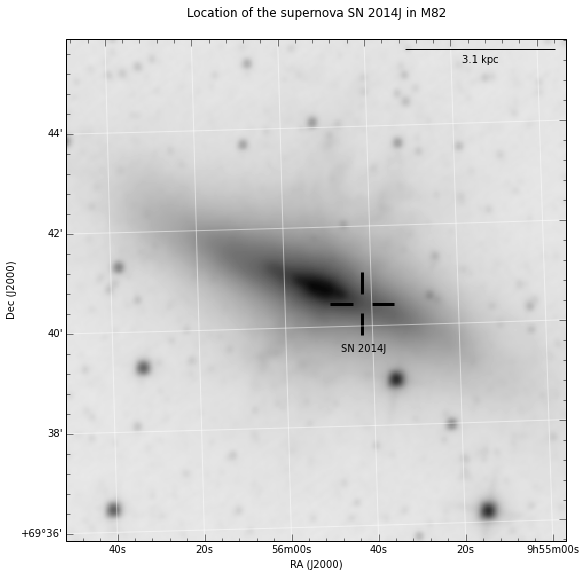 Location of the supernova SN 2014J in M82
3.1 kpc
44'
42'
40'
38'
+69°36'
Dec (J2000)
SN 2014J
40s 20s 56m00s 40s 20s 9h55m00s
RA (J2000)